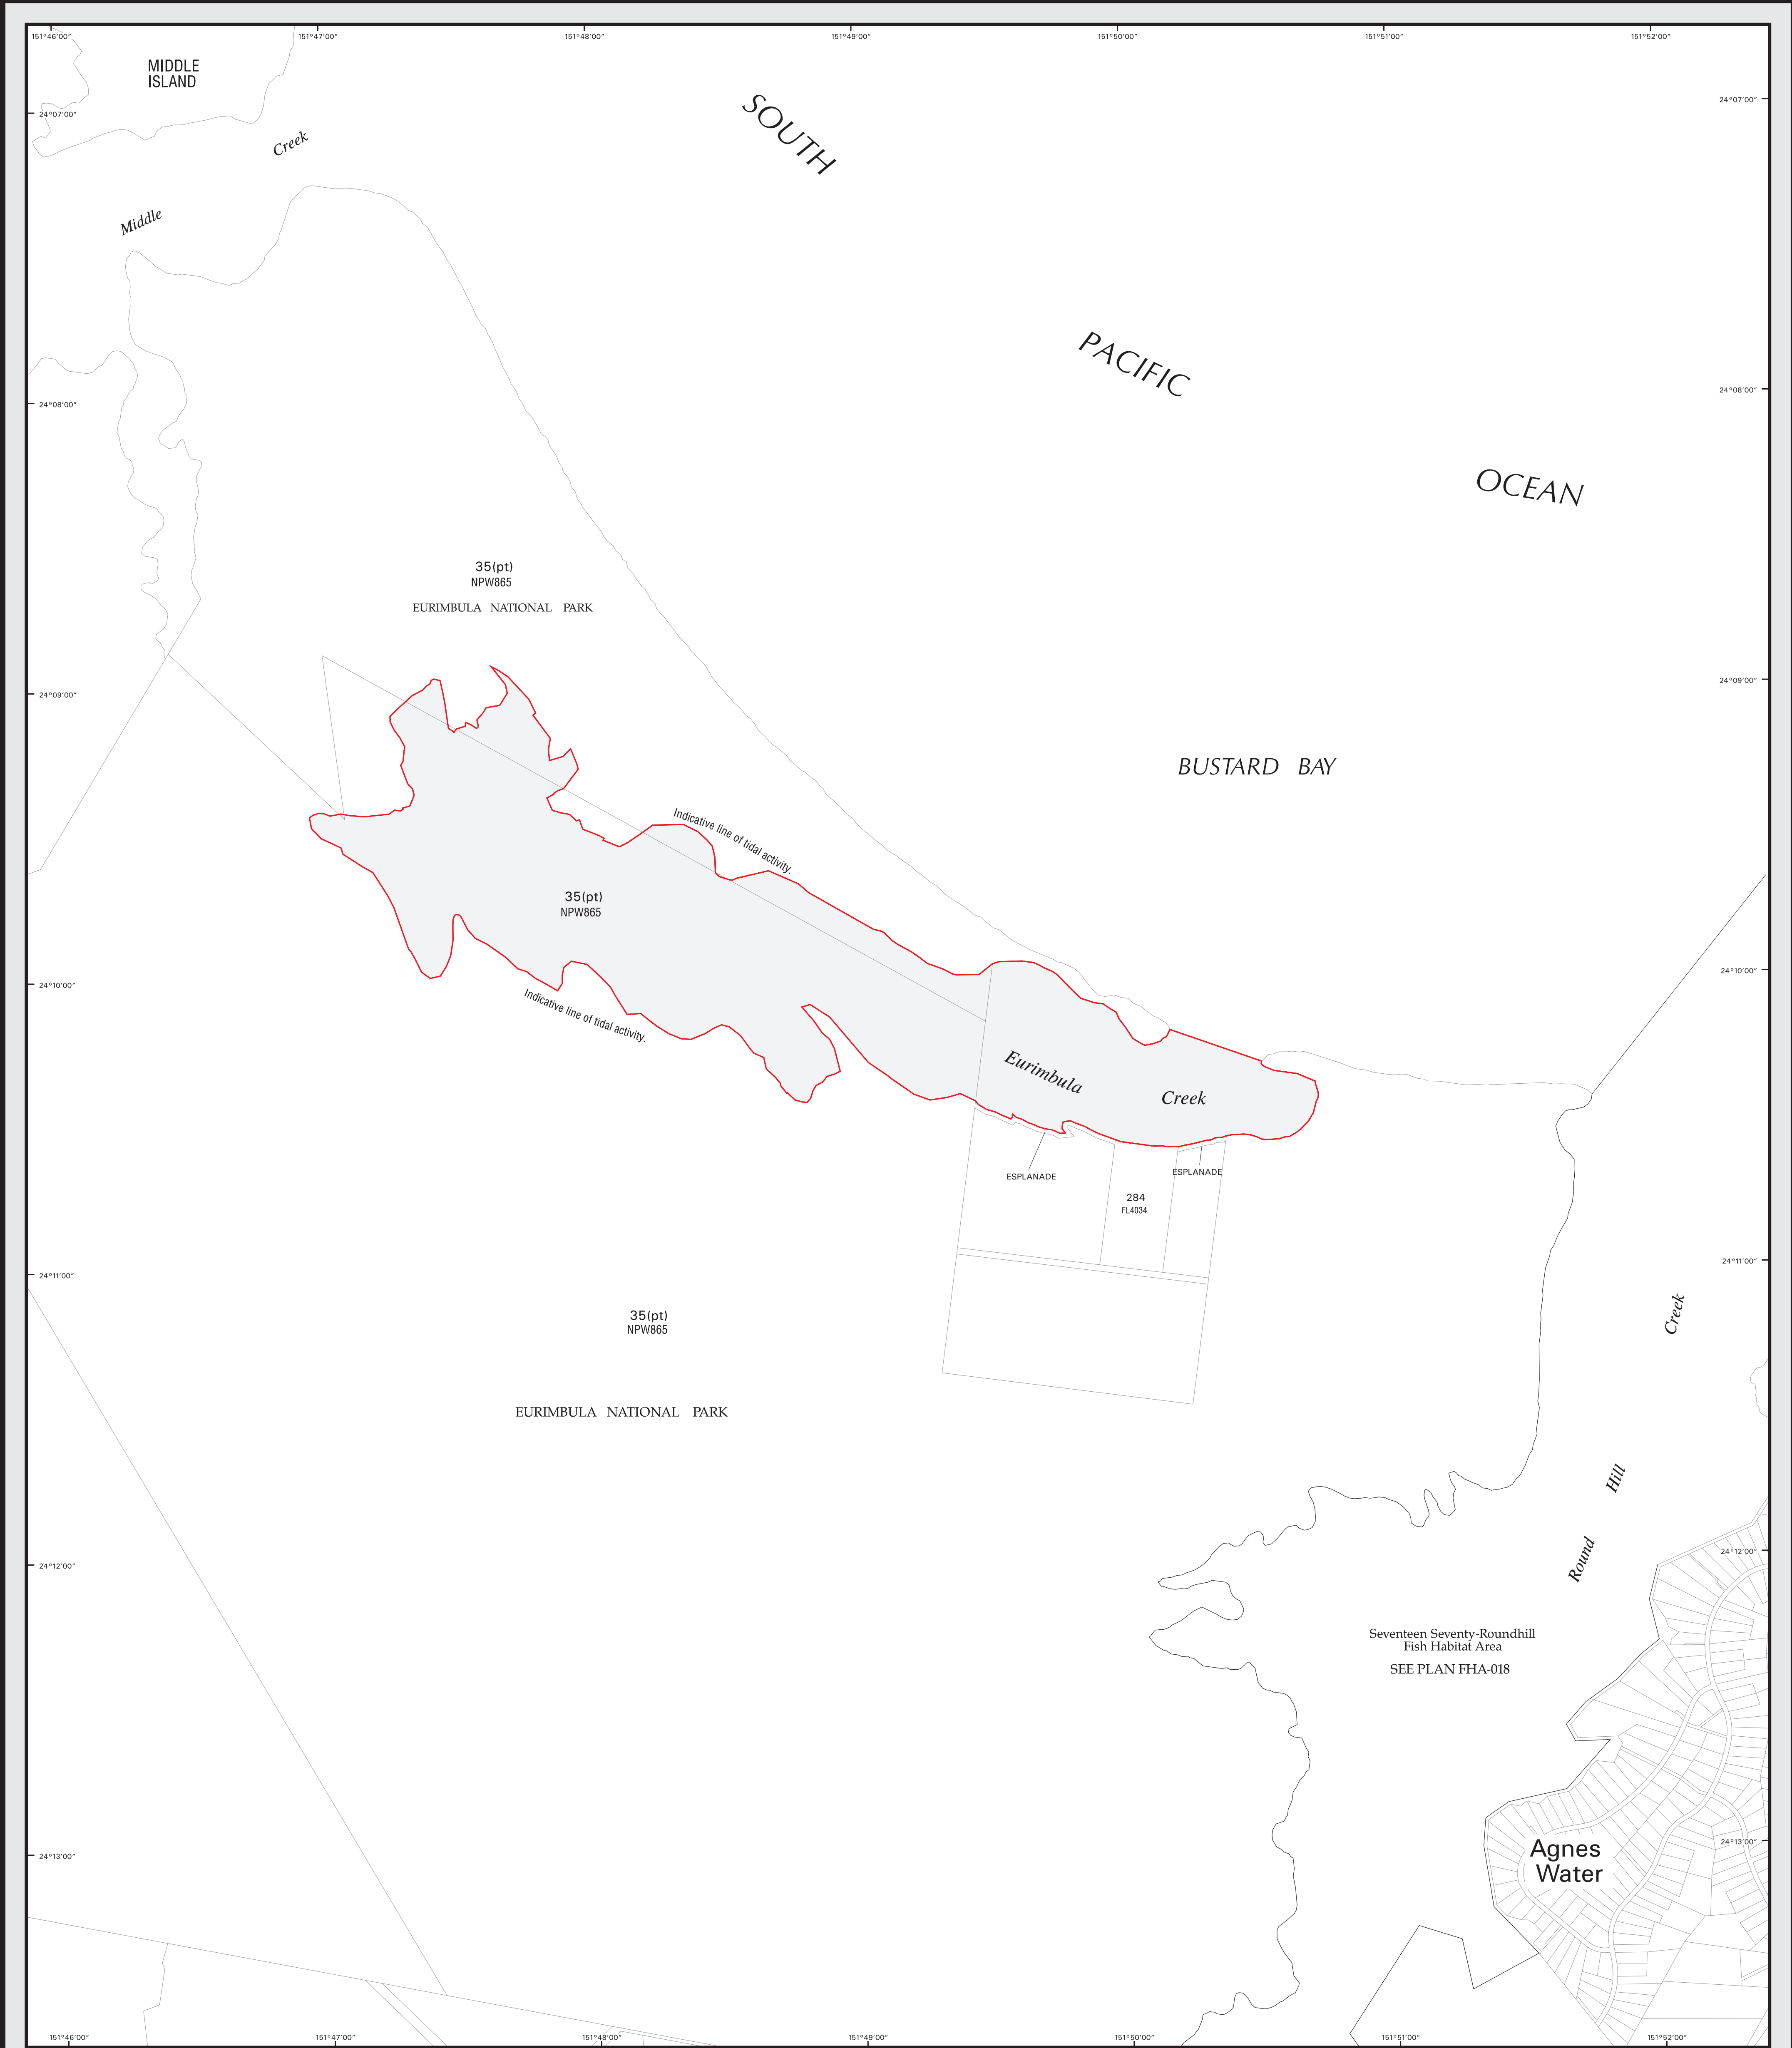 151°46'00"
151°47'00"
151°48'00"
151°49'00"
151°50'00"
151°51'00"
151°52'00"
MIDDLE
ISLAND
24°07'00"
24°07'00"
SOUTH
Creek
Middle
PACIFIC
24°08'00"
24°08'00"
OCEAN
35(pt)
NPW865
EURIMBULA NATIONAL PARK
24°09'00"
24°09'00"
BUSTARD BAY
Indicative line of tidal activity.
35(pt)
NPW865
24°10'00"
24°10'00"
Indicative line of tidal activity.
Eurimbula
Creek
ESPLANADE
ESPLANADE
284
FL4034
24°11'00"
24°11'00"
35(pt)
NPW865
Creek
EURIMBULA NATIONAL PARK
Hill
Round
24°12'00"
24°12'00"
Seventeen Seventy-Roundhill
Fish Habitat Area
SEE PLAN FHA-018
24°13'00"
24°13'00"
Agnes
Water
151°46'00"
151°47'00"
151°48'00"
151°49'00"
151°50'00"
151°51'00"
151°52'00"